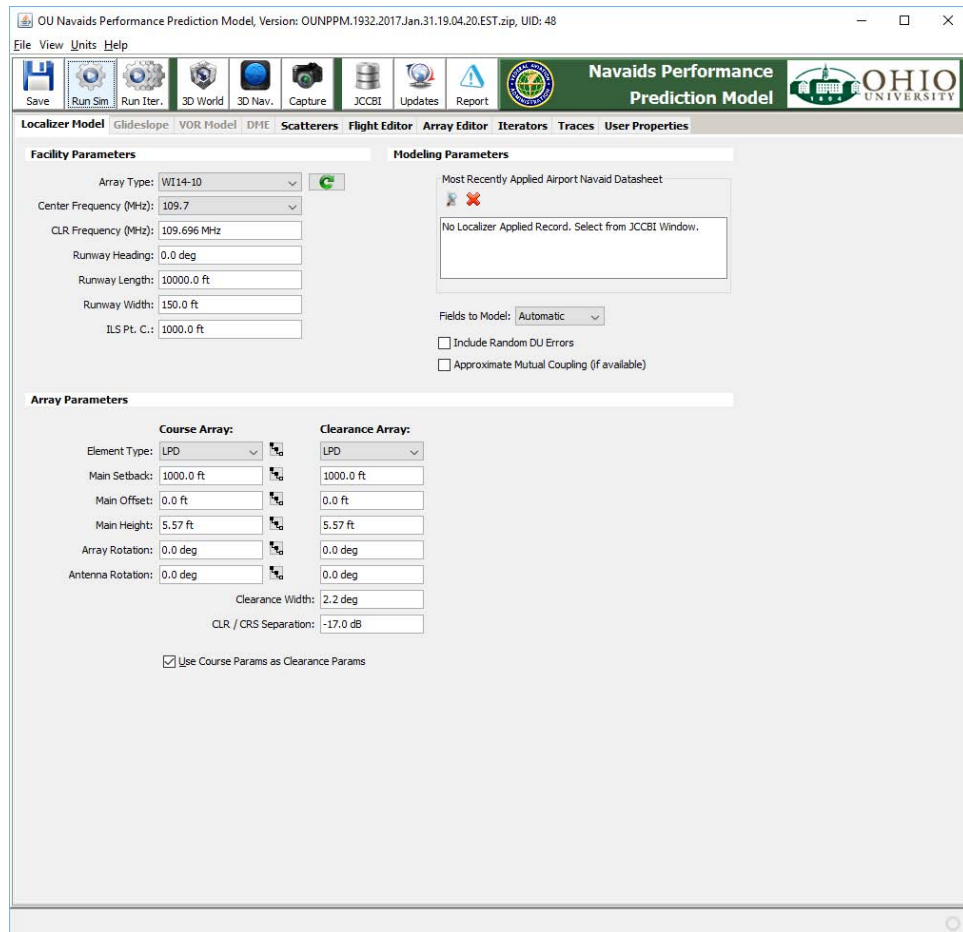 OU Navaids Performance Prediction Model, Version: OUNPPM.1932.2017.Jan.31.19.04.20.EST.zip, UID: 48
File View Units Help
Save Run Sim Run Iter. 3D World 3D Nav. Capture JCCBI Updates Report
Navaids Performance
Prediction Model
OHIO
UNIVERSITY
1804
Localizer Model Glideslope VOR Model DME Scatterers Flight Editor Array Editor Iterators Traces User Properties
Facility Parameters
Array Type: WI14-10
Center Frequency (MHz): 109.7
CLR Frequency (MHz): 109.696 MHz
Runway Heading: 0.0 deg
Runway Length: 10000.0 ft
Runway Width: 150.0 ft
ILS Pt. C.: 1000.0 ft
Modeling Parameters
Most Recently Applied Airport Navaid Datasheet
No Localizer Applied Record. Select from JCCBI Window.
Fields to Model: Automatic
Include Random DU Errors
Approximate Mutual Coupling (if available)
Array Parameters
Course Array: Clearance Array:
Element Type: LPD LPD
Main Setback: 1000.0 ft 1000.0 ft
Main Offset: 0.0 ft 0.0 ft
Main Height: 5.57 ft 5.57 ft
Array Rotation: 0.0 deg 0.0 deg
Antenna Rotation: 0.0 deg 0.0 deg
Clearance Width: 2.2 deg
CLR / CRS Separation: -17.0 dB
Use Course Params as Clearance Params